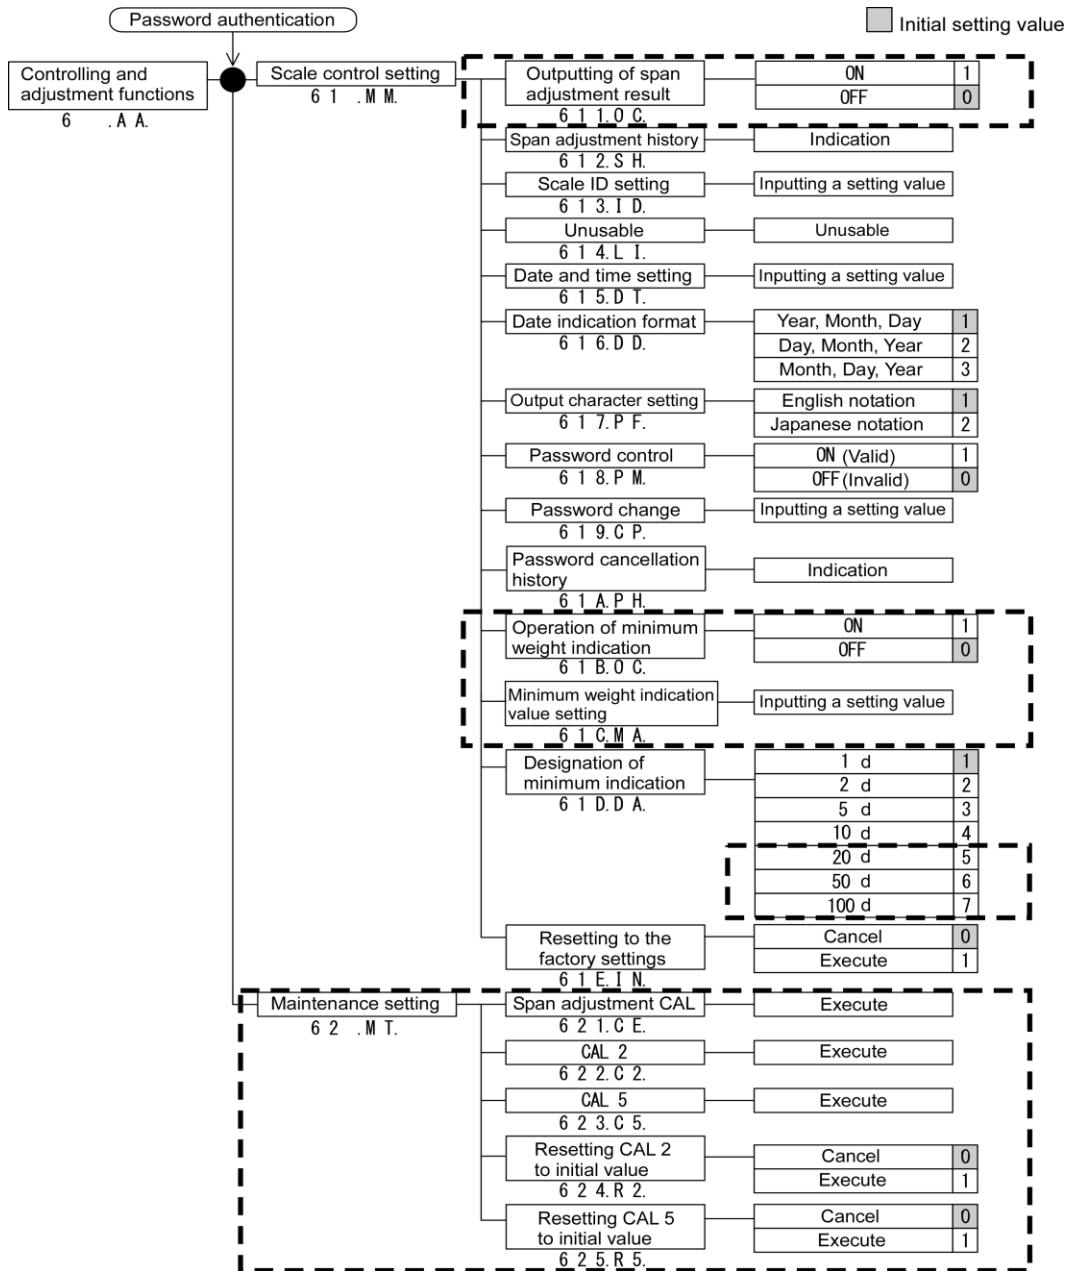 Password authentication
Initial setting value
Controlling and
adjustment functions
6 .A A.
Scale control setting
6 1 .M M.
Outputting of span
adjustment result
6 1 1.O C.
ON 1
OFF 0
Span adjustment history
6 1 2.S H.
Indication
Scale ID setting
6 1 3.I D.
Inputting a setting value
Unusable
6 1 4.L I.
Unusable
Date and time setting
6 1 5.D T.
Inputting a setting value
Date indication format
6 1 6.D D.
Year, Month, Day 1
Day, Month, Year 2
Month, Day, Year 3
Output character setting
6 1 7.P F.
English notation 1
Japanese notation 2
Password control
6 1 8.P M.
ON (Valid) 1
OFF(Invalid) 0
Password change
6 1 9.C P.
Inputting a setting value
Password cancellation
history
6 1 A.P H.
Indication
Operation of minimum
weight indication
6 1 B.O C.
ON 1
OFF 0
Minimum weight indication
value setting
6 1 C.M A.
Inputting a setting value
Designation of
minimum indication
6 1 D.D A.
1 d 1
2 d 2
5 d 3
10 d 4
20 d 5
50 d 6
100 d 7
Resetting to the
factory settings
6 1 E.I N.
Cancel 0
Execute 1
Maintenance setting
6 2 .M T.
Span adjustment CAL
6 2 1.C E.
Execute
CAL 2
6 2 2.C 2.
Execute
CAL 5
6 2 3.C 5.
Execute
Resetting CAL 2
to initial value
6 2 4.R 2.
Cancel 0
Execute 1
Resetting CAL 5
to initial value
6 2 5.R 5.
Cancel 0
Execute 1